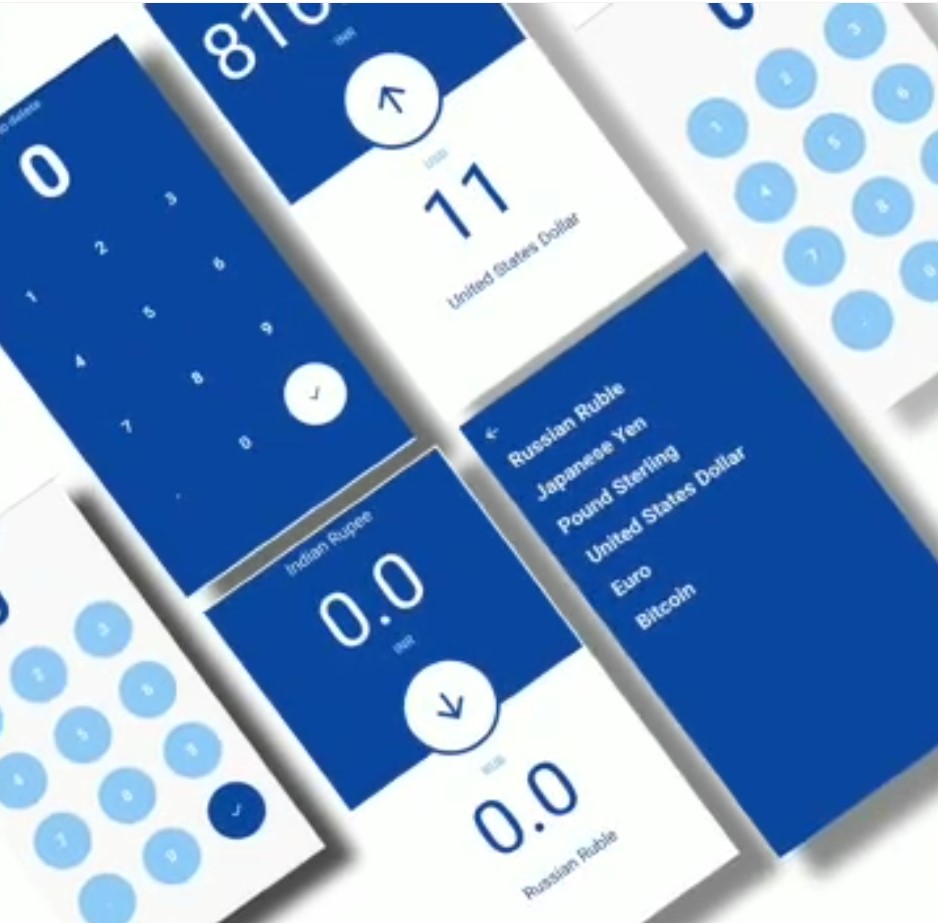 to delete
0
1
2
3
4
5
6
7
8
9
.
0
816.
INR
USD
11
United States Dollar
0
1
2
3
4
5
6
7
8
0
.
Russian Ruble
Japanese Yen
Pound Sterling
United States Dollar
Euro
Bitcoin
Indian Rupee
0.0
INR
RUB
0.0
Russian Ruble
2
3
4
5
6
7
8
9
0